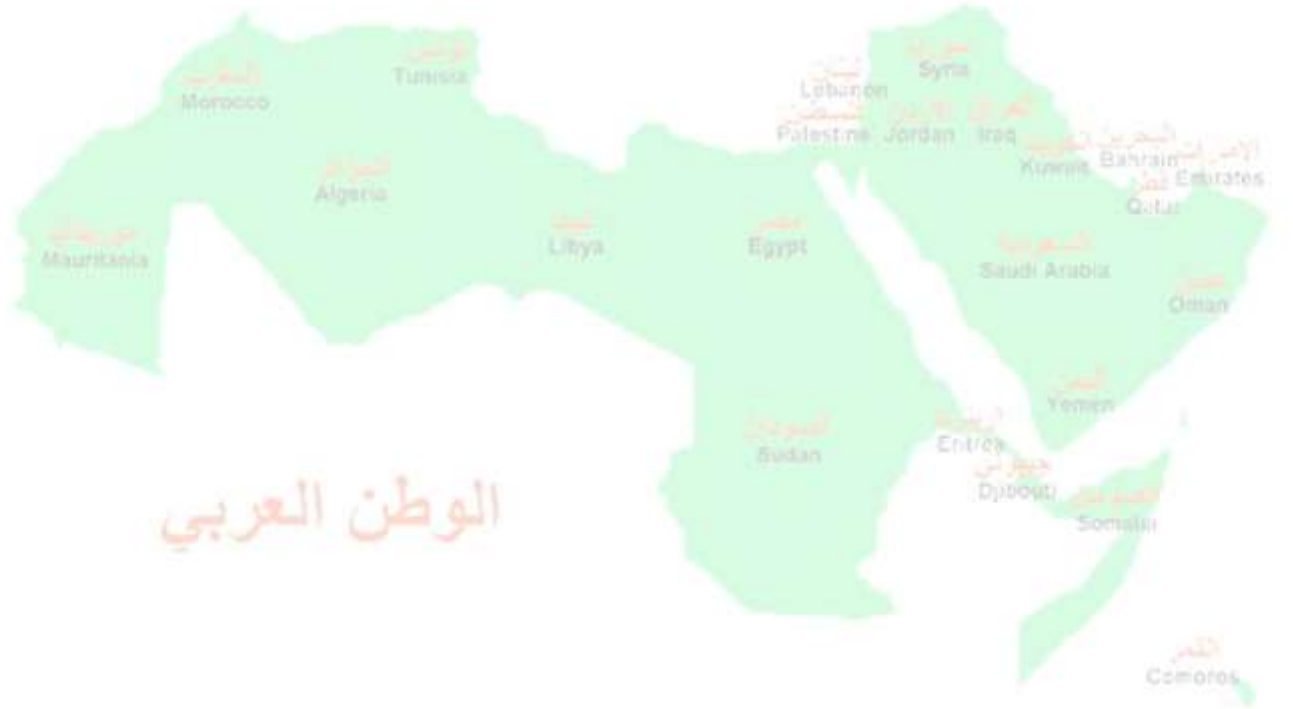 تونس
Tunisia
المغرب
Morocco
الجزائر
Algeria
موريتانيا
Mauritania
ليبيا
Libya
مصر
Egypt
سورية
Syria
لبنان
Lebanon
فلسطين
Palestine
الأردن
Jordan
العراق
Iraq
الكويت
Kuwait
البحرين
Bahrain
الإمارات
Emirates
قطر
Qatar
السعودية
Saudi Arabia
عمان
Oman
اليمن
Yemen
السودان
Sudan
Eritrea
جيبوتي
Djibouti
الصومال
Somalia
القمر
Comoros
الوطن العربي